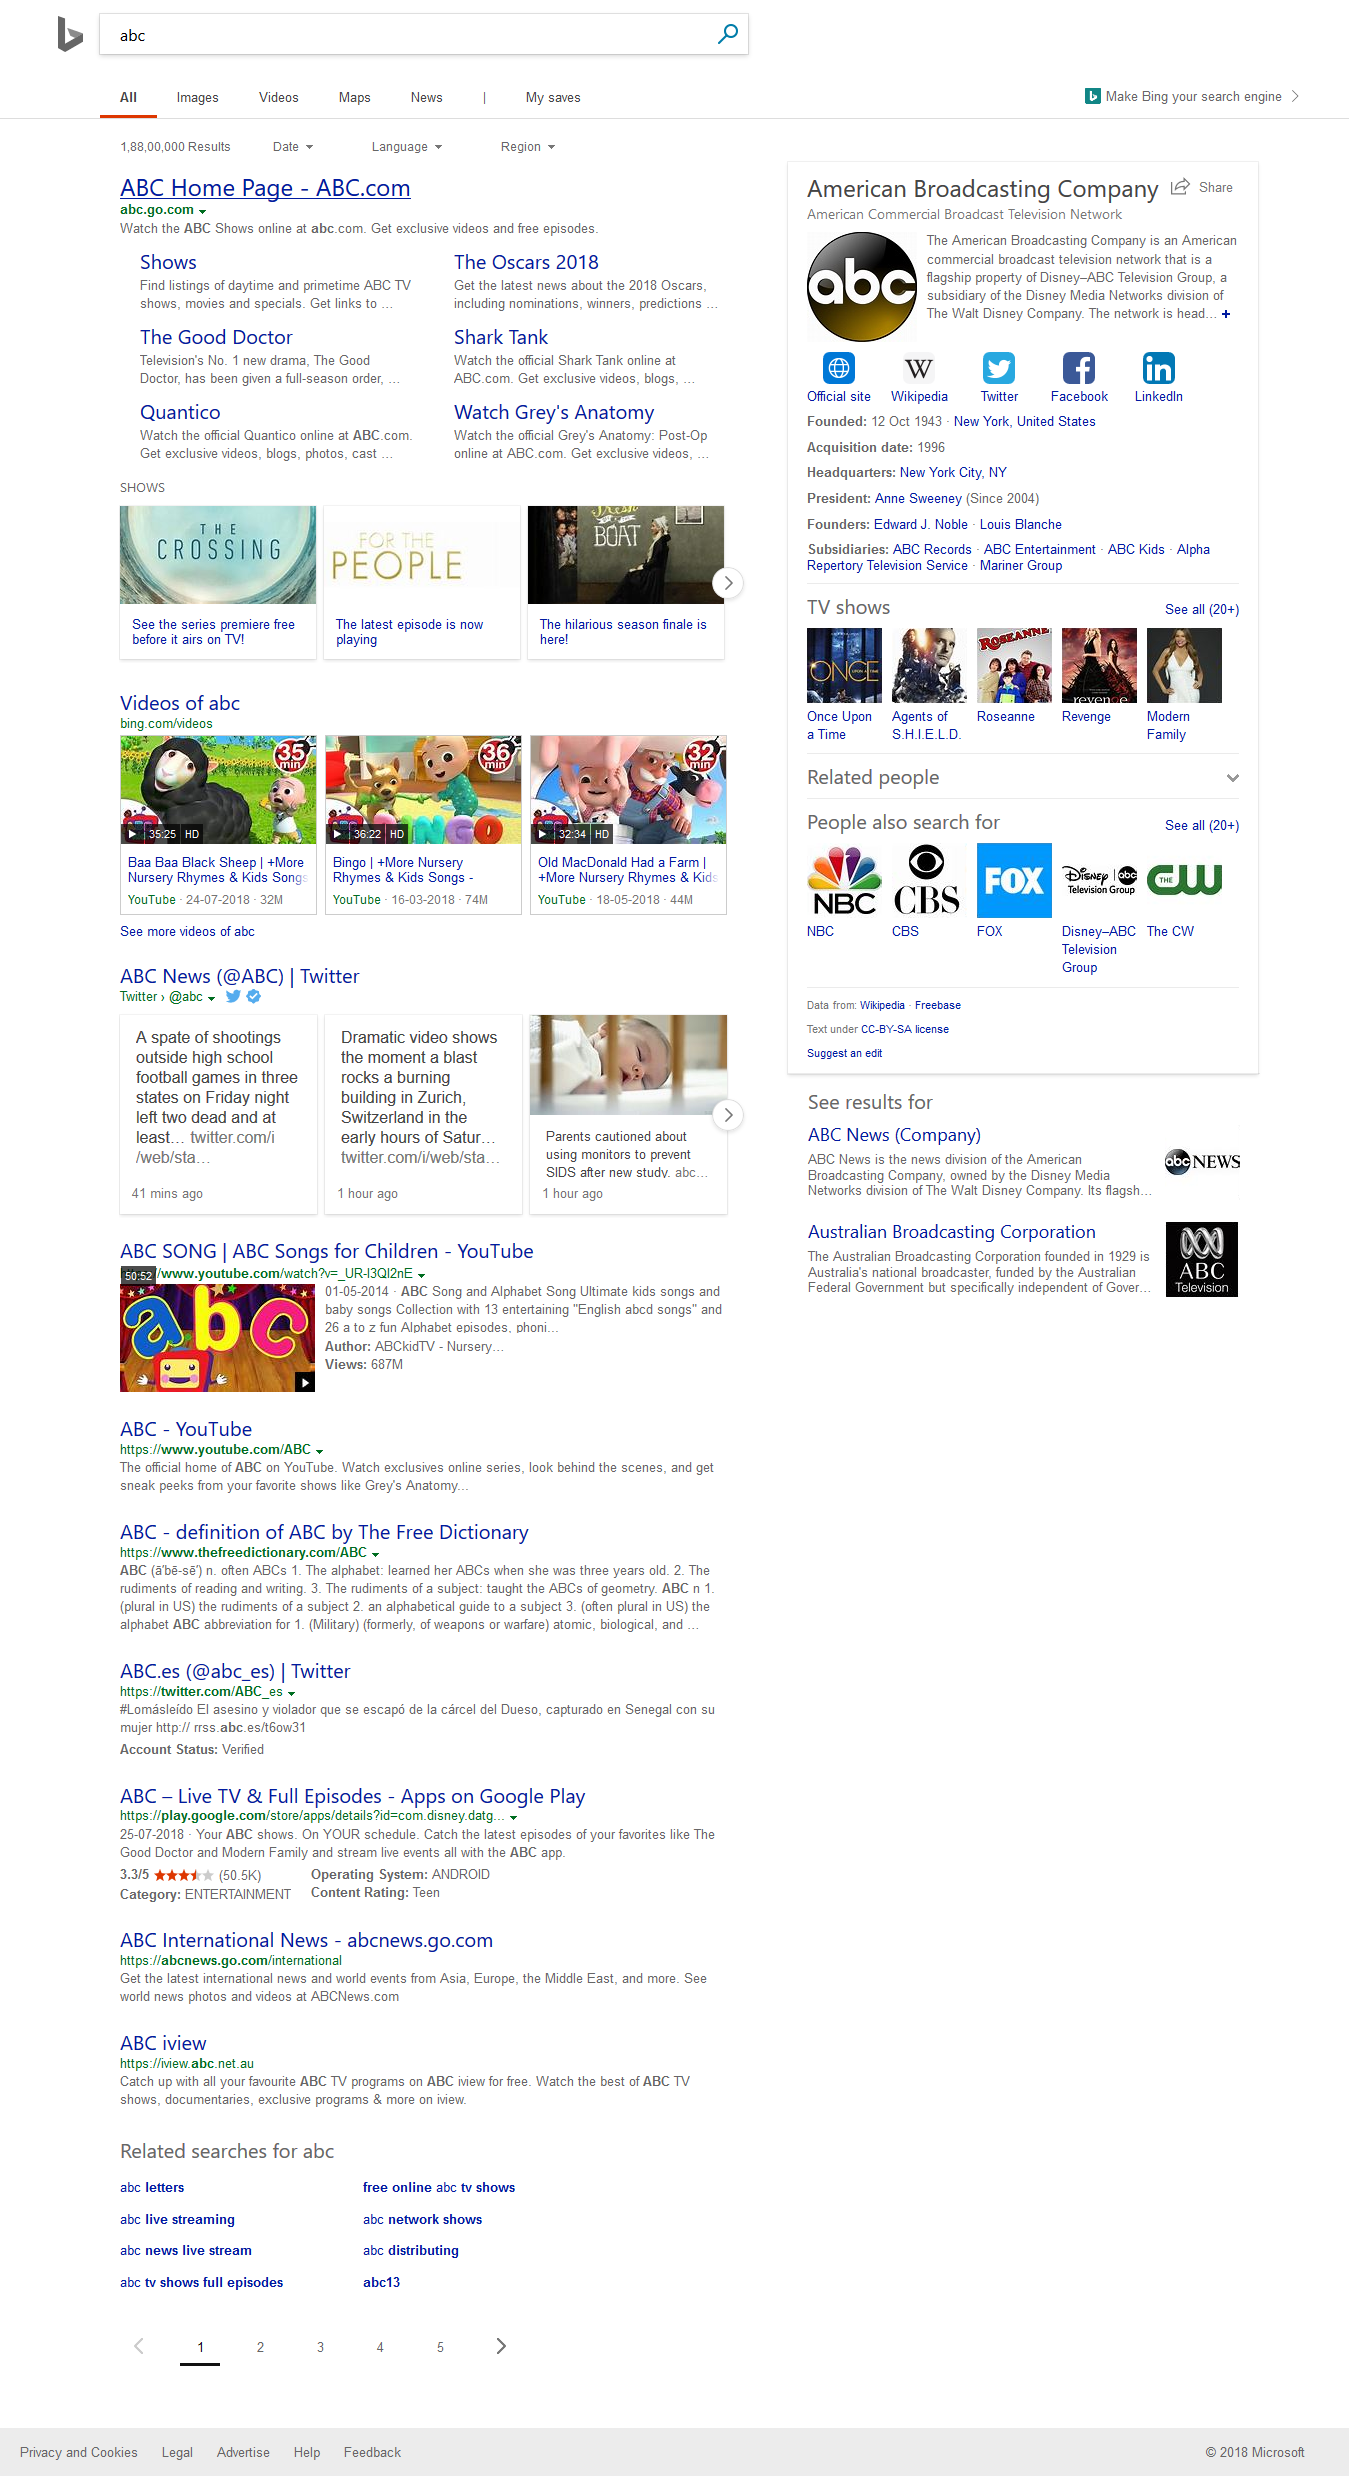 abc
All Images Videos Maps News | My saves
Make Bing your search engine
1,88,00,000 Results Date Language Region
ABC Home Page - ABC.com
abc.go.com
Watch the ABC Shows online at abc.com. Get exclusive videos and free episodes.
Shows
Find listings of daytime and primetime ABC TV
shows, movies and specials. Get links to ...
The Oscars 2018
Get the latest news about the 2018 Oscars,
including nominations, winners, predictions ...
The Good Doctor
Television's No. 1 new drama, The Good
Doctor, has been given a full-season order, ...
Shark Tank
Watch the official Shark Tank online at
ABC.com. Get exclusive videos, blogs, ...
Quantico
Watch the official Quantico online at ABC.com.
Get exclusive videos, blogs, photos, cast ...
Watch Grey's Anatomy
Watch the official Grey's Anatomy: Post-Op
online at ABC.com. Get exclusive videos, ...
SHOWS
THE
CROSSING
See the series premiere free
before it airs on TV!
FOR THE
PEOPLE
The latest episode is now
playing
Fresh
BOAT
The hilarious season finale is
here!
Videos of abc
bing.com/videos
35
min
35:25 HD
Baa Baa Black Sheep | +More
Nursery Rhymes & Kids Songs
YouTube · 24-07-2018 · 32M
36
min
36:22 HD
Bingo | +More Nursery
Rhymes & Kids Songs -
YouTube · 16-03-2018 · 74M
32
min
32:34 HD
Old MacDonald Had a Farm |
+More Nursery Rhymes & Kids
YouTube · 18-05-2018 · 44M
See more videos of abc
ABC News (@ABC) | Twitter
Twitter › @abc
A spate of shootings
outside high school
football games in three
states on Friday night
left two dead and at
least... twitter.com/i
/web/sta...
41 mins ago
Dramatic video shows
the moment a blast
rocks a burning
building in Zurich,
Switzerland in the
early hours of Satur...
twitter.com/i/web/sta...
1 hour ago
Parents cautioned about
using monitors to prevent
SIDS after new study. abc...
1 hour ago
ABC SONG | ABC Songs for Children - YouTube
50:52 /www.youtube.com/watch?v=_UR-l3QI2nE
abc
01-05-2014 · ABC Song and Alphabet Song Ultimate kids songs and
baby songs Collection with 13 entertaining "English abcd songs" and
26 a to z fun Alphabet episodes, phoni...
Author: ABCkidTV - Nursery...
Views: 687M
ABC - YouTube
https://www.youtube.com/ABC
The official home of ABC on YouTube. Watch exclusives online series, look behind the scenes, and get
sneak peeks from your favorite shows like Grey's Anatomy...
ABC - definition of ABC by The Free Dictionary
https://www.thefreedictionary.com/ABC
ABC (ā′bē-sē′) n. often ABCs 1. The alphabet: learned her ABCs when she was three years old. 2. The
rudiments of reading and writing. 3. The rudiments of a subject: taught the ABCs of geometry. ABC n 1.
(plural in US) the rudiments of a subject 2. an alphabetical guide to a subject 3. (often plural in US) the
alphabet ABC abbreviation for 1. (Military) (formerly, of weapons or warfare) atomic, biological, and ...
ABC.es (@abc_es) | Twitter
https://twitter.com/ABC_es
#Lomásleído El asesino y violador que se escapó de la cárcel del Dueso, capturado en Senegal con su
mujer http:// rrss.abc.es/t6ow31
Account Status: Verified
ABC – Live TV & Full Episodes - Apps on Google Play
https://play.google.com/store/apps/details?id=com.disney.datg...
25-07-2018 · Your ABC shows. On YOUR schedule. Catch the latest episodes of your favorites like The
Good Doctor and Modern Family and stream live events all with the ABC app.
3.3/5 (50.5K) Operating System: ANDROID
Category: ENTERTAINMENT Content Rating: Teen
ABC International News - abcnews.go.com
https://abcnews.go.com/international
Get the latest international news and world events from Asia, Europe, the Middle East, and more. See
world news photos and videos at ABCNews.com
ABC iview
https://iview.abc.net.au
Catch up with all your favourite ABC TV programs on ABC iview for free. Watch the best of ABC TV
shows, documentaries, exclusive programs & more on iview.
Related searches for abc
abc letters
abc live streaming
abc news live stream
abc tv shows full episodes
free online abc tv shows
abc network shows
abc distributing
abc13
1 2 3 4 5
American Broadcasting Company Share
American Commercial Broadcast Television Network
abc
The American Broadcasting Company is an American
commercial broadcast television network that is a
flagship property of Disney–ABC Television Group, a
subsidiary of the Disney Media Networks division of
The Walt Disney Company. The network is head... +
W
Official site Wikipedia Twitter Facebook LinkedIn
Founded: 12 Oct 1943 · New York, United States
Acquisition date: 1996
Headquarters: New York City, NY
President: Anne Sweeney (Since 2004)
Founders: Edward J. Noble · Louis Blanche
Subsidiaries: ABC Records · ABC Entertainment · ABC Kids · Alpha
Repertory Television Service · Mariner Group
TV shows See all (20+)
ONCE
ROSEANNE
revenge
Once Upon
a Time
Agents of
S.H.I.E.L.D.
Roseanne
Revenge
Modern
Family
Related people
People also search for See all (20+)
NBC
CBS
FOX
Disney abc
Television Group
THE CW
NBC
CBS
FOX
Disney–ABC
Television
Group
The CW
Data from: Wikipedia · Freebase
Text under CC-BY-SA license
Suggest an edit
See results for
ABC News (Company)
ABC News is the news division of the American
Broadcasting Company, owned by the Disney Media
Networks division of The Walt Disney Company. Its flagsh...
abc NEWS
Australian Broadcasting Corporation
The Australian Broadcasting Corporation founded in 1929 is
Australia's national broadcaster, funded by the Australian
Federal Government but specifically independent of Gover...
ABC
Television
Privacy and Cookies Legal Advertise Help Feedback
© 2018 Microsoft